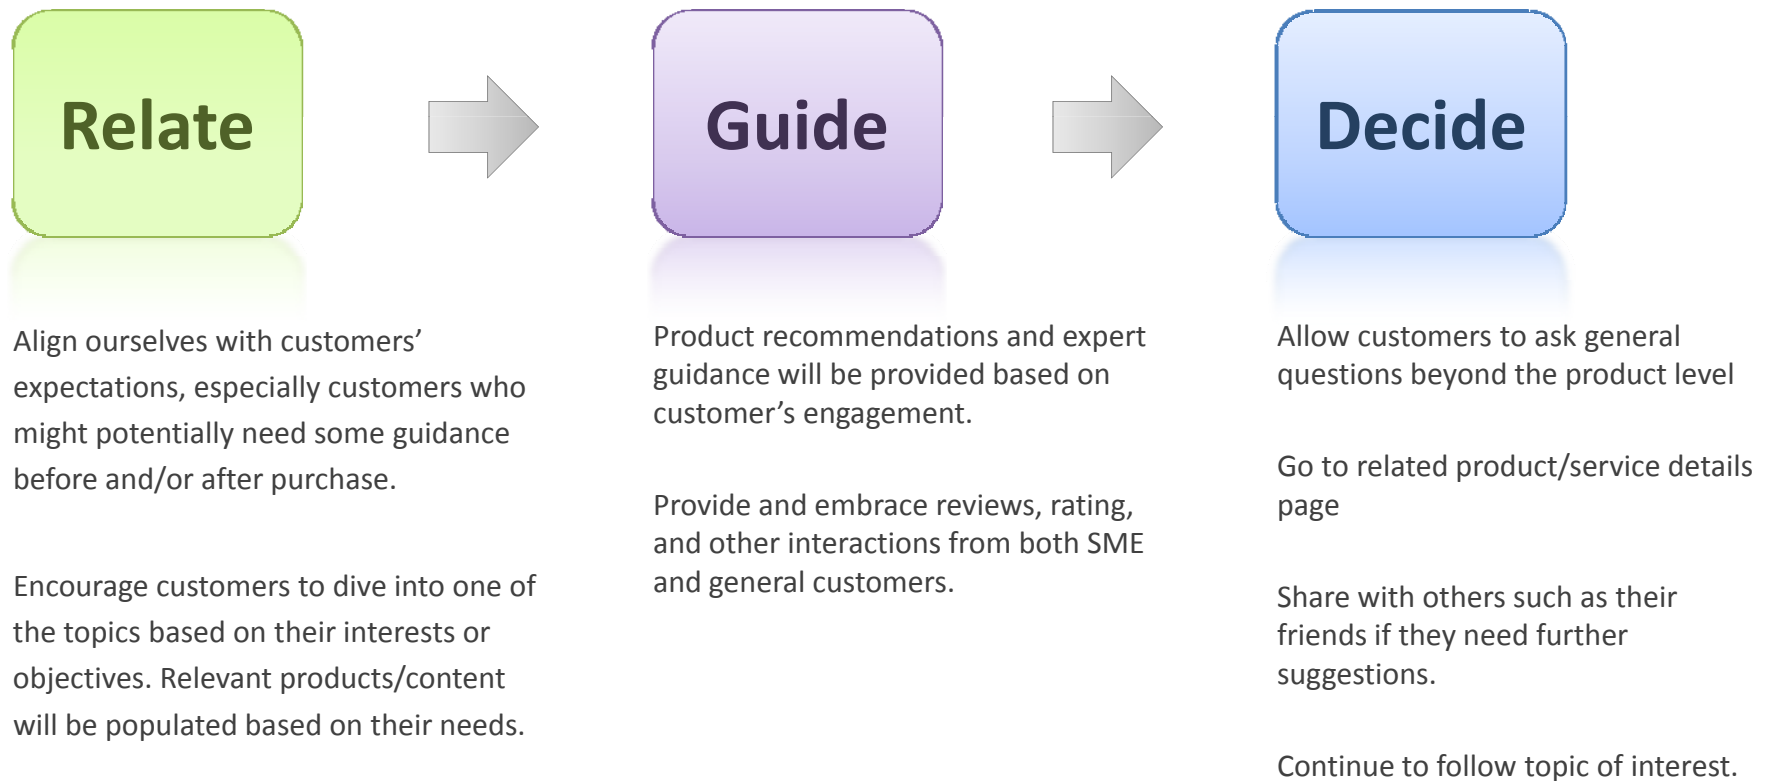 Relate
Guide
Decide
Align ourselves with customers’
expectations, especially customers who
might potentially need some guidance
before and/or after purchase.
Encourage customers to dive into one of
the topics based on their interests or
objectives. Relevant products/content
will be populated based on their needs.
Product recommendations and expert
guidance will be provided based on
customer’s engagement.
Provide and embrace reviews, rating,
and other interactions from both SME
and general customers.
Allow customers to ask general
questions beyond the product level
Go to related product/service details
page
Share with others such as their
friends if they need further
suggestions.
Continue to follow topic of interest.